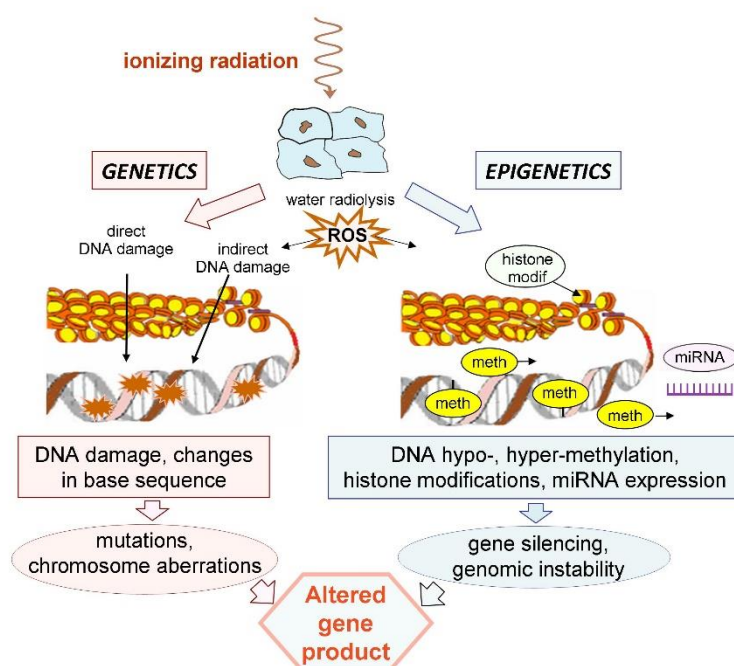 ionizing radiation
GENETICS
EPIGENETICS
water radiolysis
ROS
direct
DNA damage
indirect
DNA damage
histone
modif
meth
miRNA
meth
meth
meth
DNA damage, changes
in base sequence
DNA hypo-, hyper-methylation,
histone modifications, miRNA expression
mutations,
chromosome aberrations
gene silencing,
genomic instability
Altered
gene
product